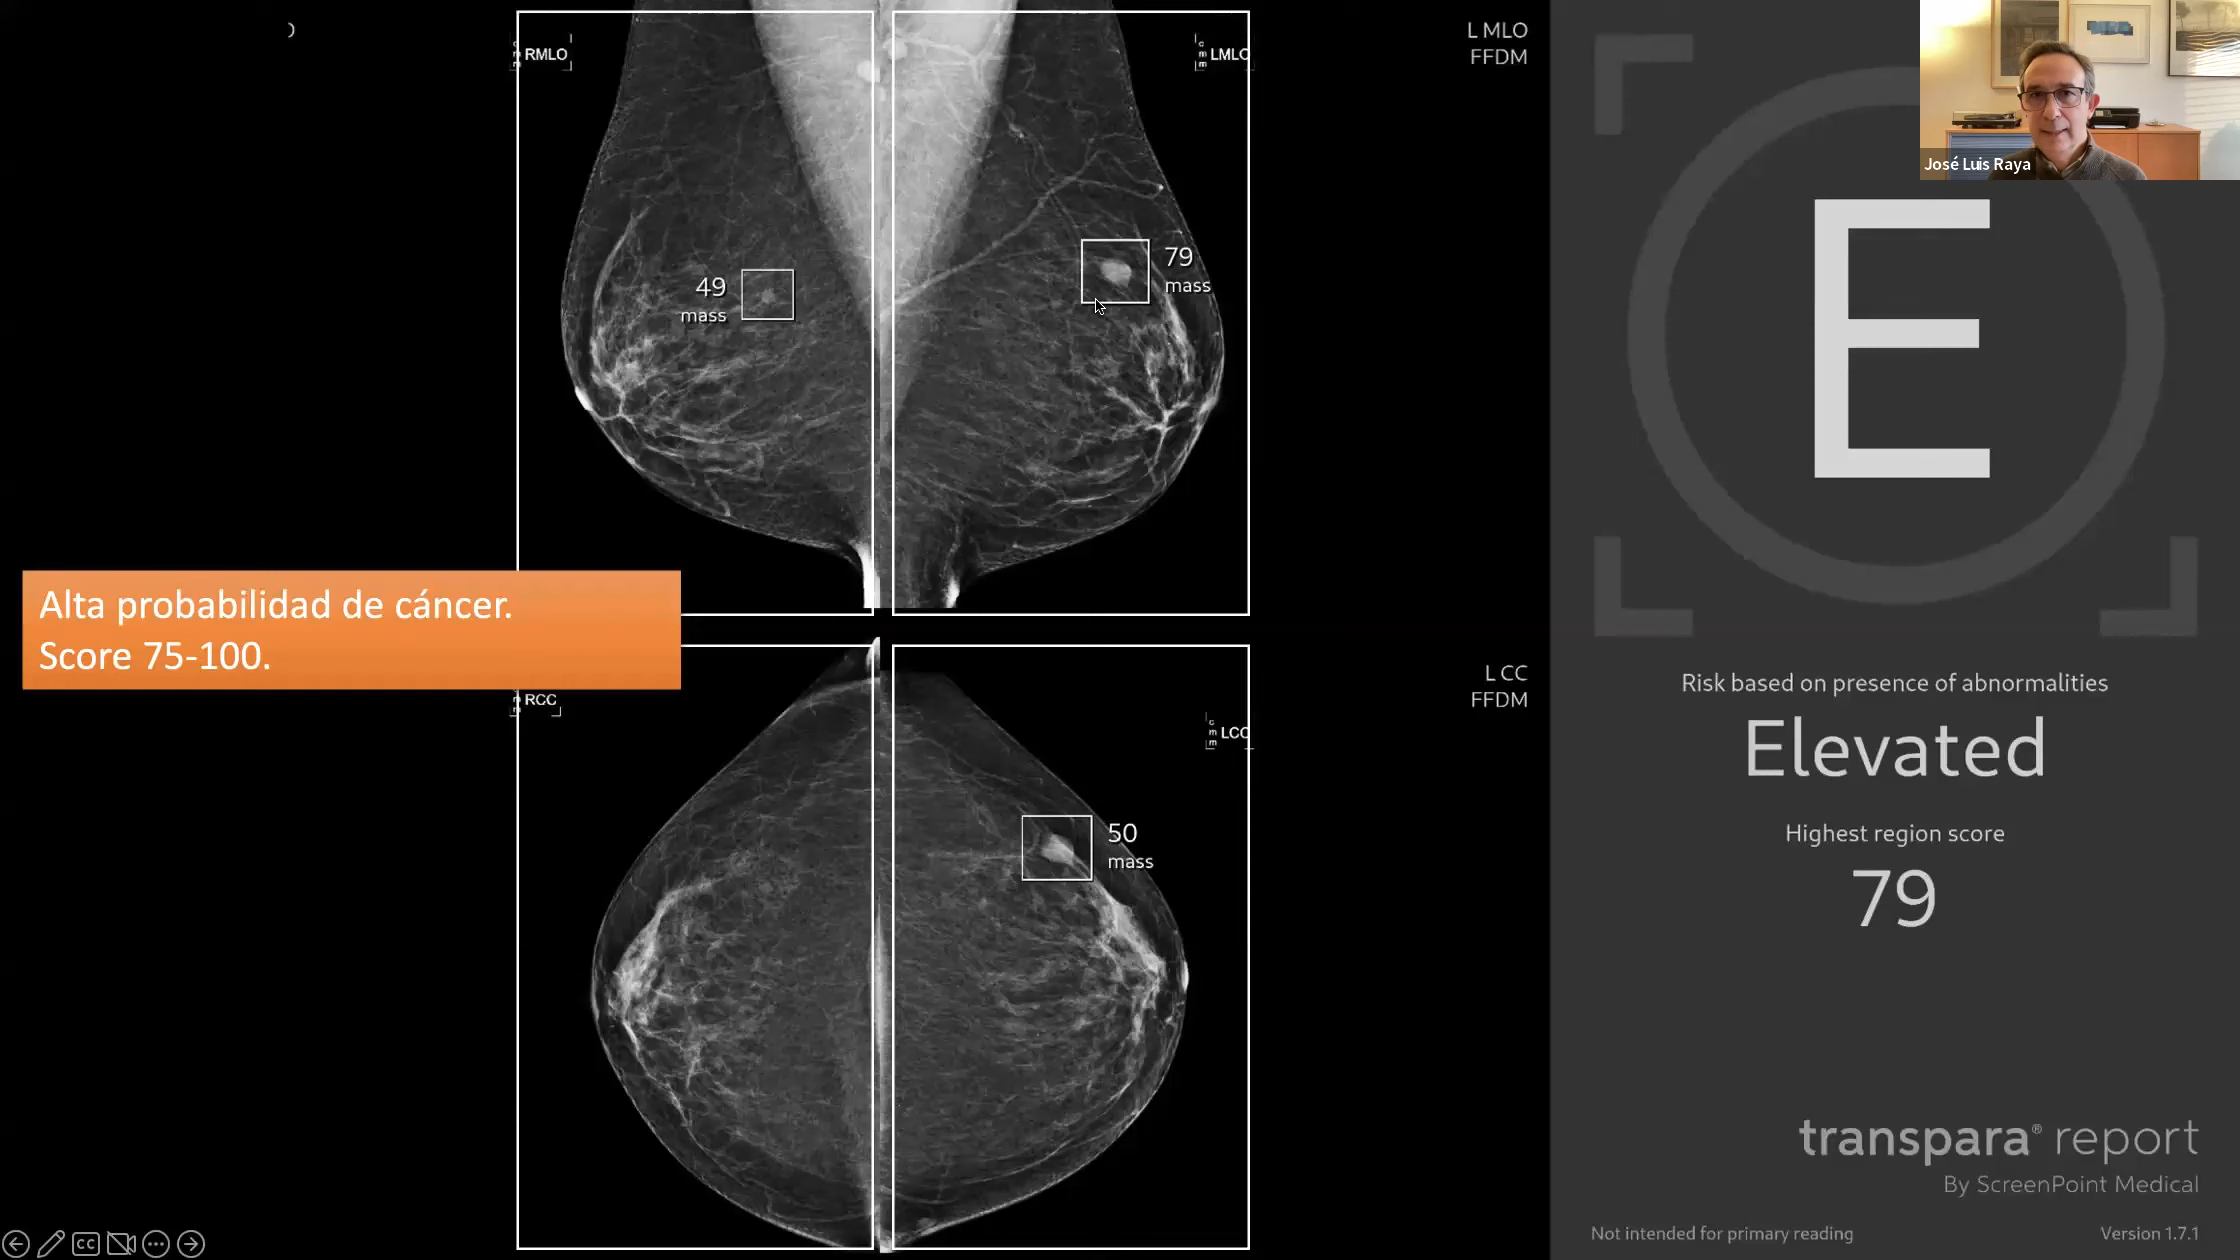 RMLO
LMLO
L MLO
FFDM
José Luis Raya
E
49
mass
79
mass
Alta probabilidad de cáncer.
Score 75-100.
RCC
LCC
L CC
FFDM
50
mass
Risk based on presence of abnormalities
Elevated
Highest region score
79
transpara® report
By ScreenPoint Medical
Not intended for primary reading
Version 1.7.1
CC